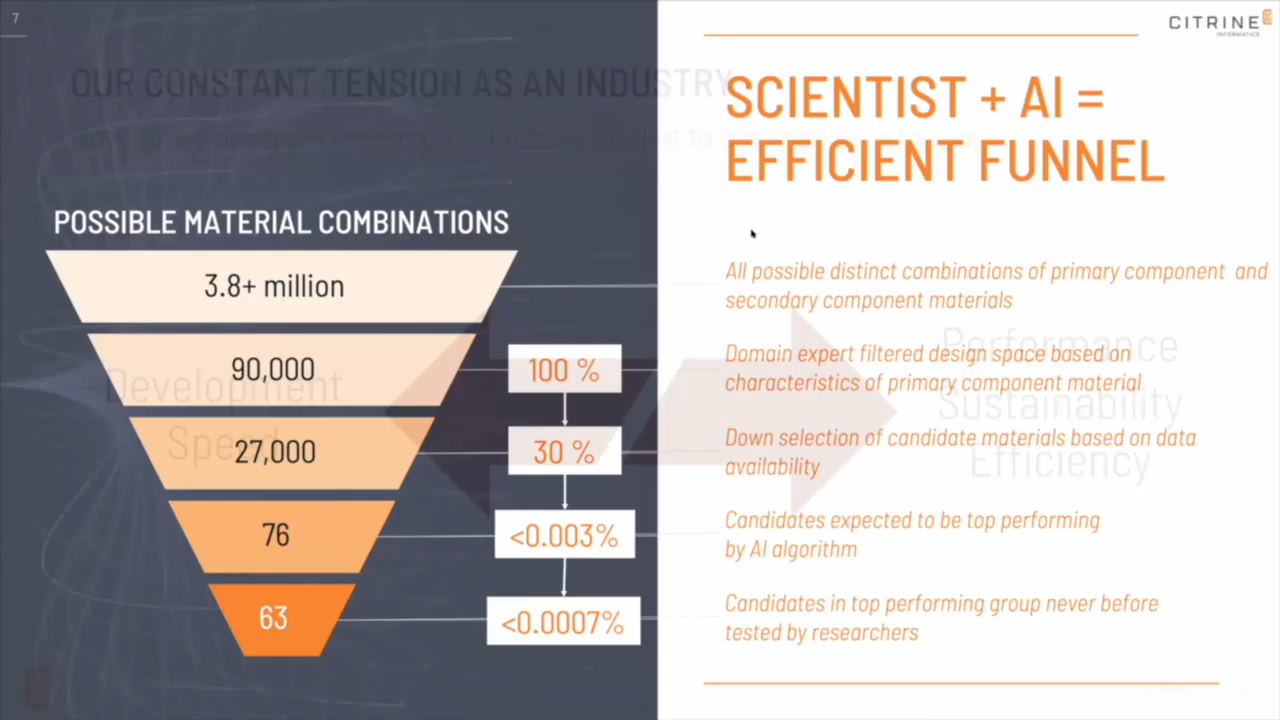 7
CITRINE
INFORMATICS
OUR CONSTANT TENSION AS AN INDUSTRY
SCIENTIST + AI =
EFFICIENT FUNNEL
POSSIBLE MATERIAL COMBINATIONS
3.8+ million
All possible distinct combinations of primary component and
secondary component materials
90,000
100 %
Domain expert filtered design space based on
characteristics of primary component material
27,000
30 %
Down selection of candidate materials based on data
availability
76
<0.003%
Candidates expected to be top performing
by AI algorithm
63
<0.0007%
Candidates in top performing group never before
tested by researchers
Development
Speed
Performance
Sustainability
Efficiency